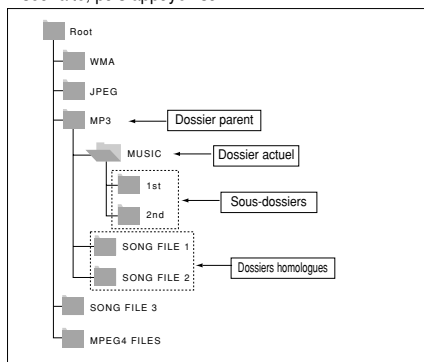 Root
WMA
JPEG
MP3
Dossier parent
MUSIC
Dossier actuel
1st
2nd
Sous-dossiers
SONG FILE 1
SONG FILE 2
Dossiers homologues
SONG FILE 3
MPEG4 FILES